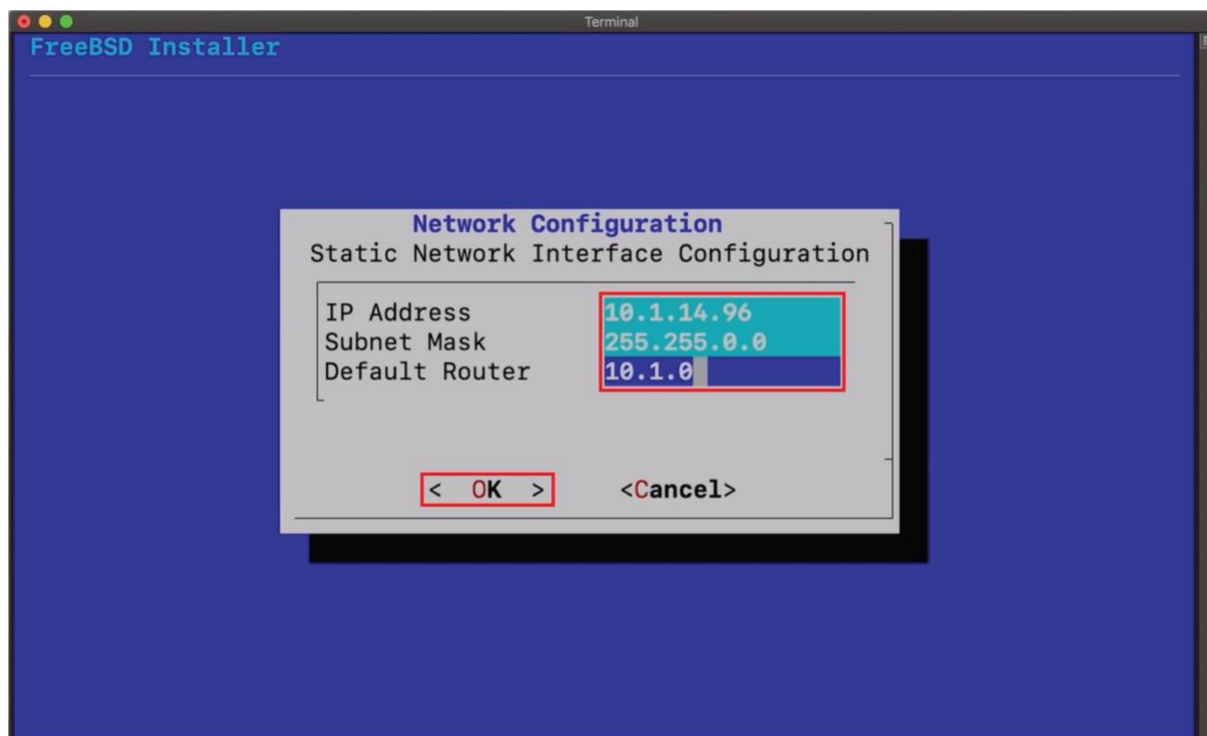 Terminal
FreeBSD Installer
Network Configuration
Static Network Interface Configuration
IP Address 10.1.14.96
Subnet Mask 255.255.0.0
Default Router 10.1.0
< OK > <Cancel>